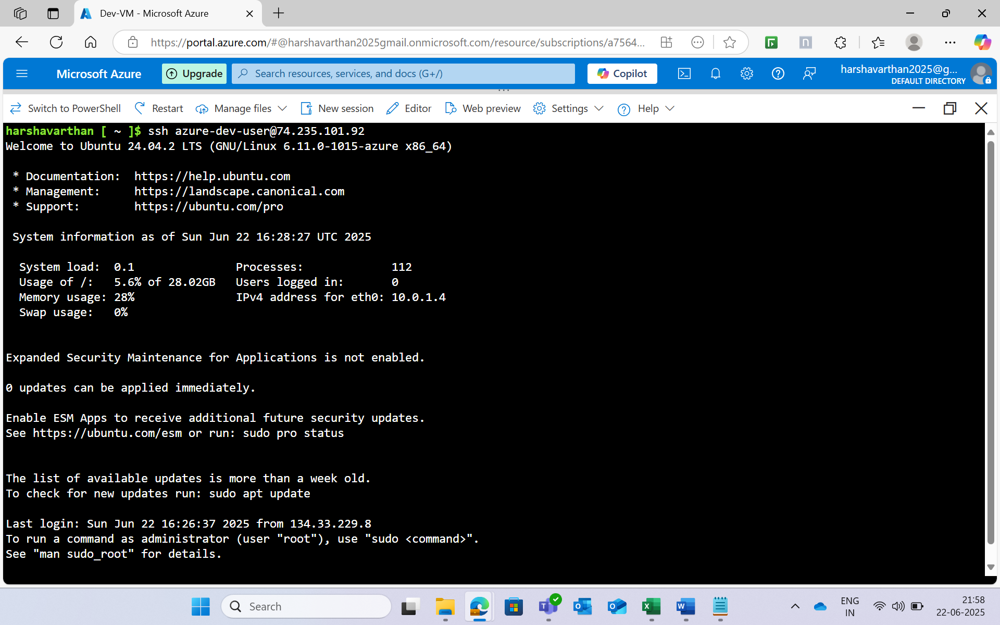 Dev-VM - Microsoft Azure
https://portal.azure.com/#@harshavarthan2025gmail.onmicrosoft.com/resource/subscriptions/a7564...
Microsoft Azure
Upgrade
Search resources, services, and docs (G+/)
Copilot
harshavarthan2025@g...
DEFAULT DIRECTORY
Switch to PowerShell
Restart
Manage files
New session
Editor
Web preview
Settings
Help
harshavarthan [ ~ ]$ ssh azure-dev-user@74.235.101.92
Welcome to Ubuntu 24.04.2 LTS (GNU/Linux 6.11.0-1015-azure x86_64)
* Documentation:  https://help.ubuntu.com
* Management:     https://landscape.canonical.com
* Support:        https://ubuntu.com/pro
System information as of Sun Jun 22 16:28:27 UTC 2025
System load:  0.1               Processes:             112
Usage of /:   5.6% of 28.02GB   Users logged in:       0
Memory usage: 28%               IPv4 address for eth0: 10.0.1.4
Swap usage:   0%
Expanded Security Maintenance for Applications is not enabled.
0 updates can be applied immediately.
Enable ESM Apps to receive additional future security updates.
See https://ubuntu.com/esm or run: sudo pro status
The list of available updates is more than a week old.
To check for new updates run: sudo apt update
Last login: Sun Jun 22 16:26:37 2025 from 134.33.229.8
To run a command as administrator (user "root"), use "sudo <command>".
See "man sudo_root" for details.
Search
ENG
IN
21:58
22-06-2025